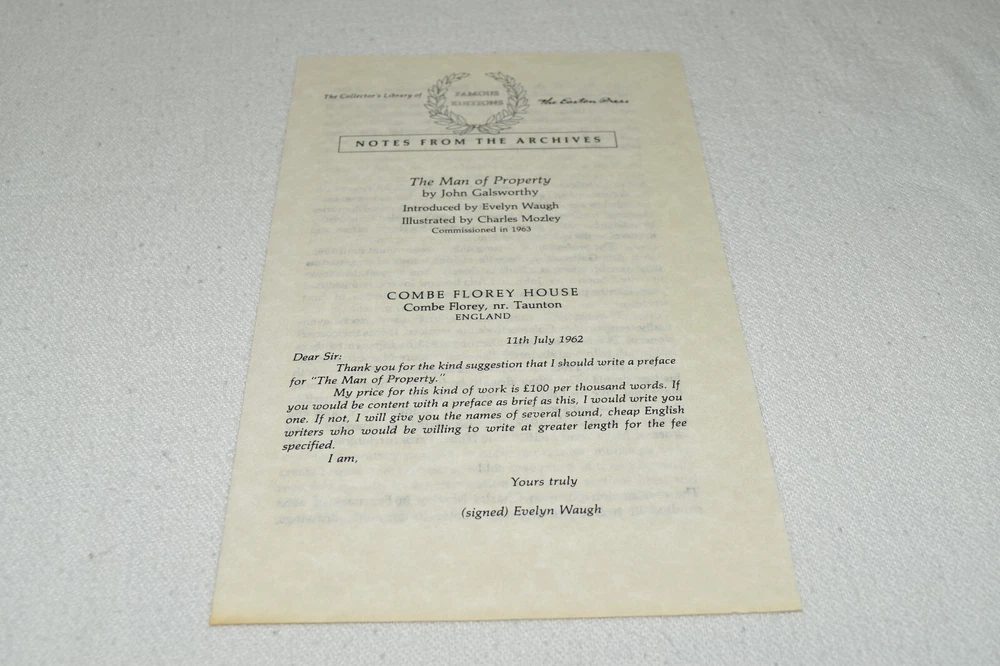 The Collector's Library of
FAMOUS
EDITIONS
The Easton Press
NOTES FROM THE ARCHIVES
The Man of Property
by John Galsworthy
Introduced by Evelyn Waugh
Illustrated by Charles Mozley
Commissioned in 1963
COMBE FLOREY HOUSE
Combe Florey, nr. Taunton
ENGLAND
11th July 1962
Dear Sir:
Thank you for the kind suggestion that I should write a preface
for "The Man of Property."
My price for this kind of work is £100 per thousand words. If
you would be content with a preface as brief as this, I would write you
one. If not, I will give you the names of several sound, cheap English
writers who would be willing to write at greater length for the fee
specified.
I am,
Yours truly
(signed) Evelyn Waugh